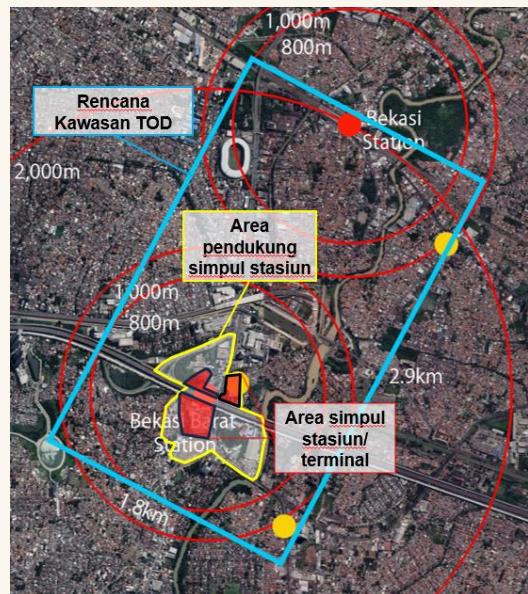 1,000m
800m
Rencana
Kawasan TOD
Bekasi
Station
2,000m
Area
pendukung
simpul stasiun
1,000m
800m
2.9km
Bekasi Barat
Station
Area simpul
stasiun/
terminal
1.8km